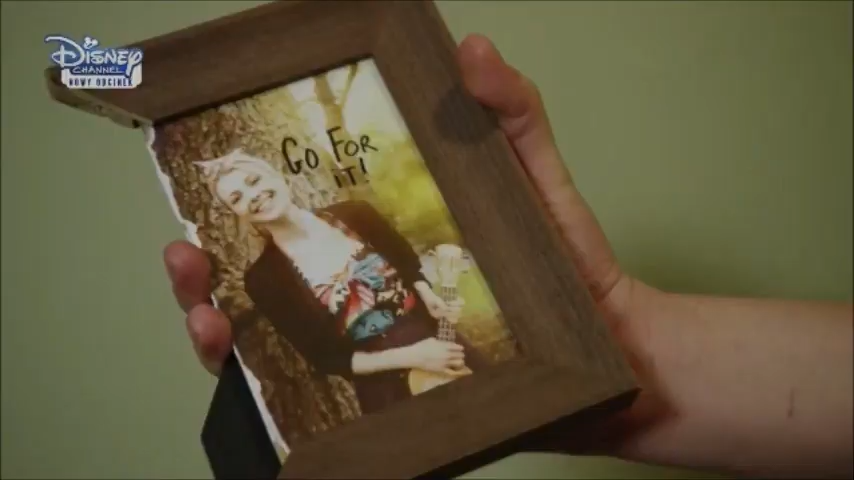 DISNEY
CHANNEL
NOWY ODCINEK
GO FOR
IT!